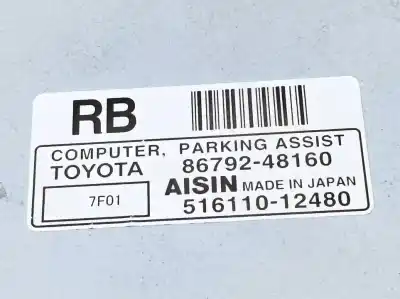 RB
COMPUTER, PARKING ASSIST
TOYOTA 86792-48160
7F01 AISIN MADE IN JAPAN
516110-12480